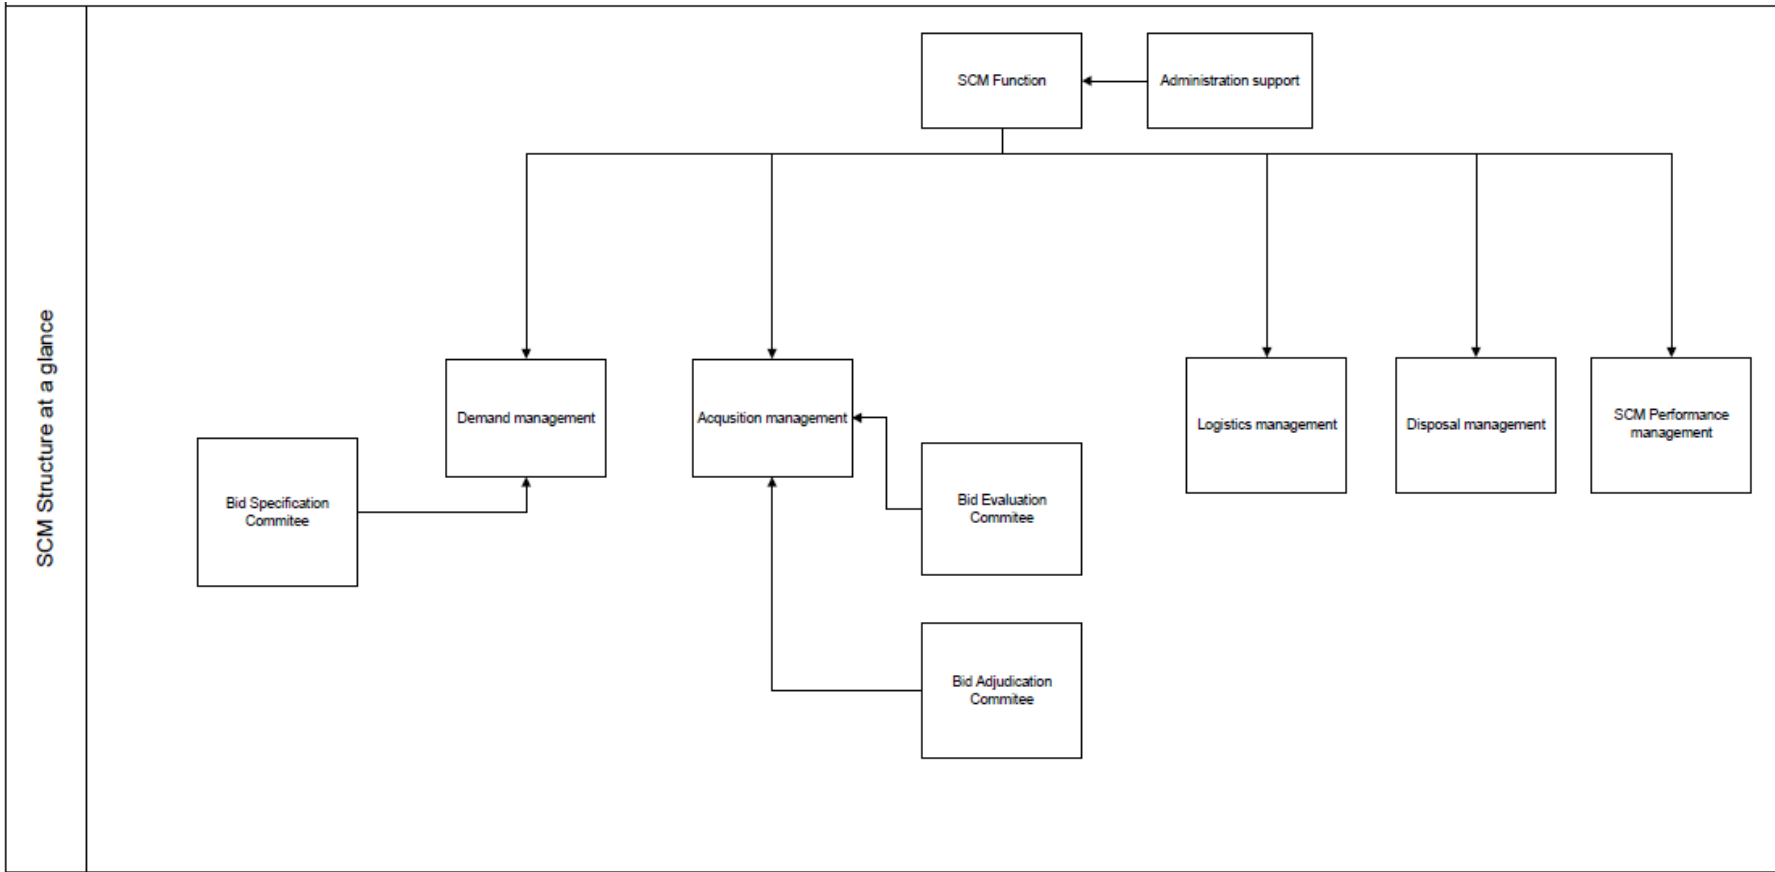 SCM Structure at a glance
SCM Function
Administration support
Demand management
Acqusition management
Logistics management
Disposal management
SCM Performance
management
Bid Specification
Commitee
Bid Evaluation
Commitee
Bid Adjudication
Commitee